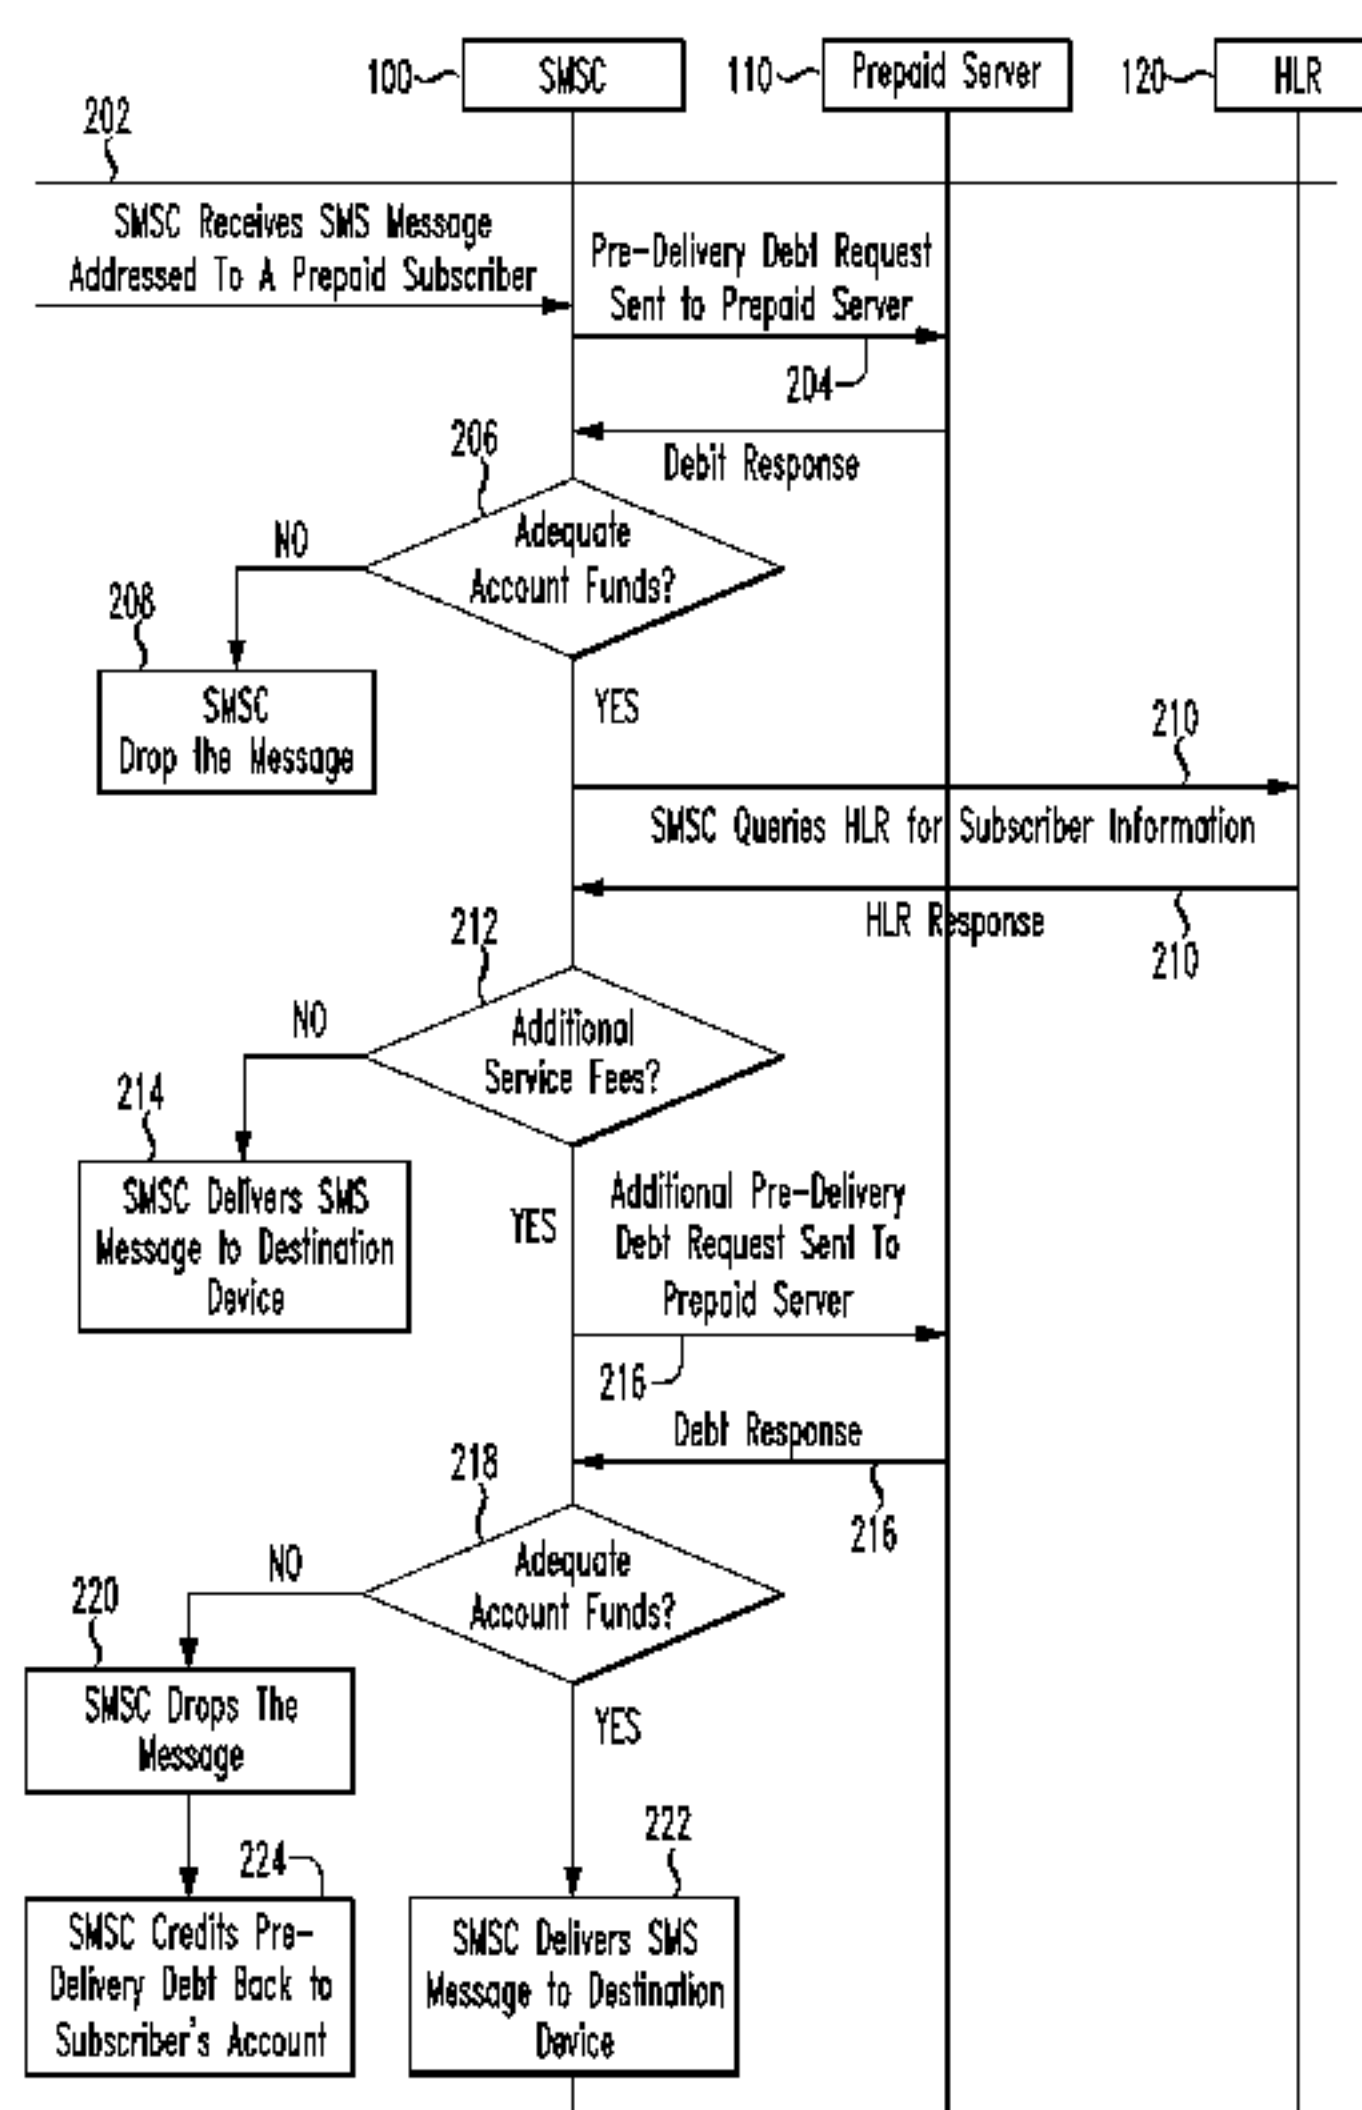 100
SMSC
110
Prepaid Server
120
HLR
202
SMSC Receives SMS Message
Addressed To A Prepaid Subscriber
Pre-Delivery Debt Request
Sent to Prepaid Server
204
Debit Response
206
Adequate
Account Funds?
NO
208
SMSC
Drop the Message
YES
210
SMSC Queries HLR for Subscriber Information
HLR Response
210
212
Additional
Service Fees?
NO
214
SMSC Delivers SMS
Message to Destination
Device
YES
Additional Pre-Delivery
Debt Request Sent To
Prepaid Server
216
Debt Response
216
218
Adequate
Account Funds?
NO
220
SMSC Drops The
Message
YES
224
SMSC Credits Pre-
Delivery Debt Back to
Subscriber's Account
222
SMSC Delivers SMS
Message to Destination
Device